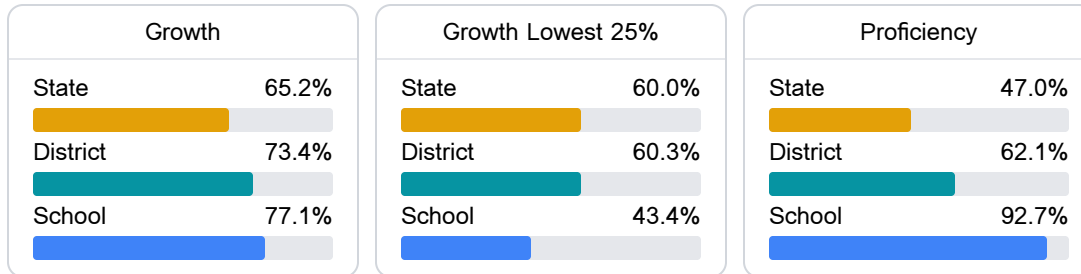 Growth
State 65.2%
District 73.4%
School 77.1%
Growth Lowest 25%
State 60.0%
District 60.3%
School 43.4%
Proficiency
State 47.0%
District 62.1%
School 92.7%